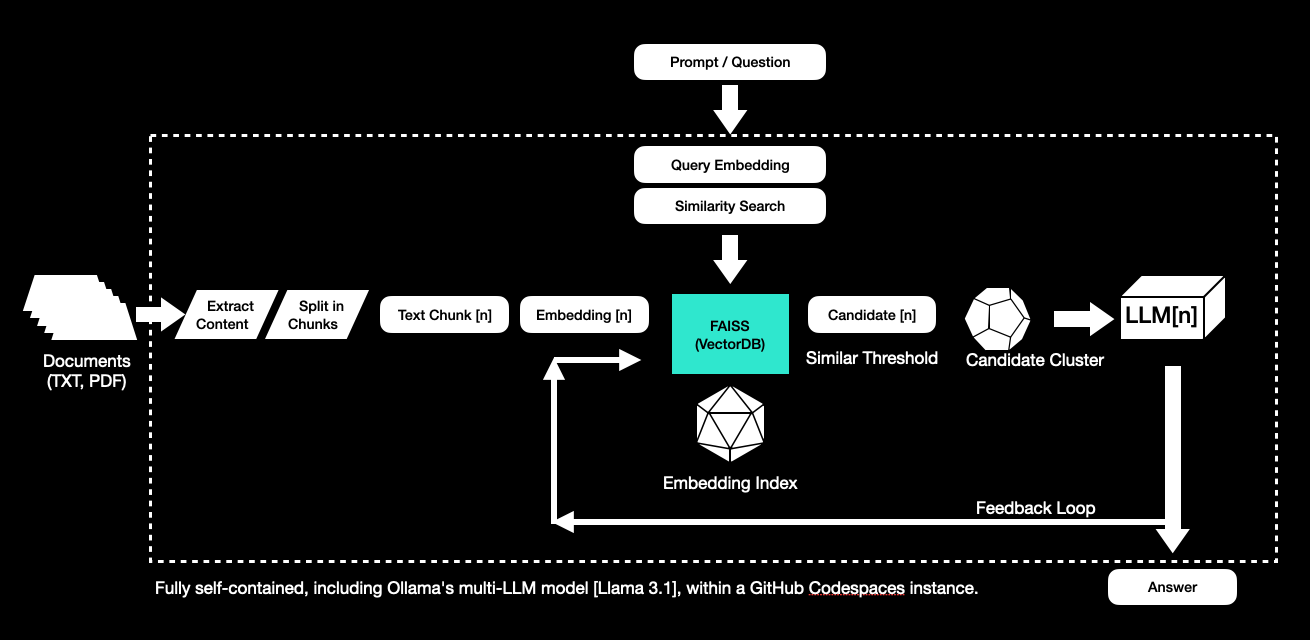 Prompt / Question
Query Embedding
Similarity Search
Documents
(TXT, PDF)
Extract
Content
Split in
Chunks
Text Chunk [n]
Embedding [n]
FAISS
(VectorDB)
Embedding Index
Candidate [n]
Similar Threshold
Candidate Cluster
LLM[n]
Feedback Loop
Answer
Fully self-contained, including Ollama's multi-LLM model [Llama 3.1], within a GitHub Codespaces instance.